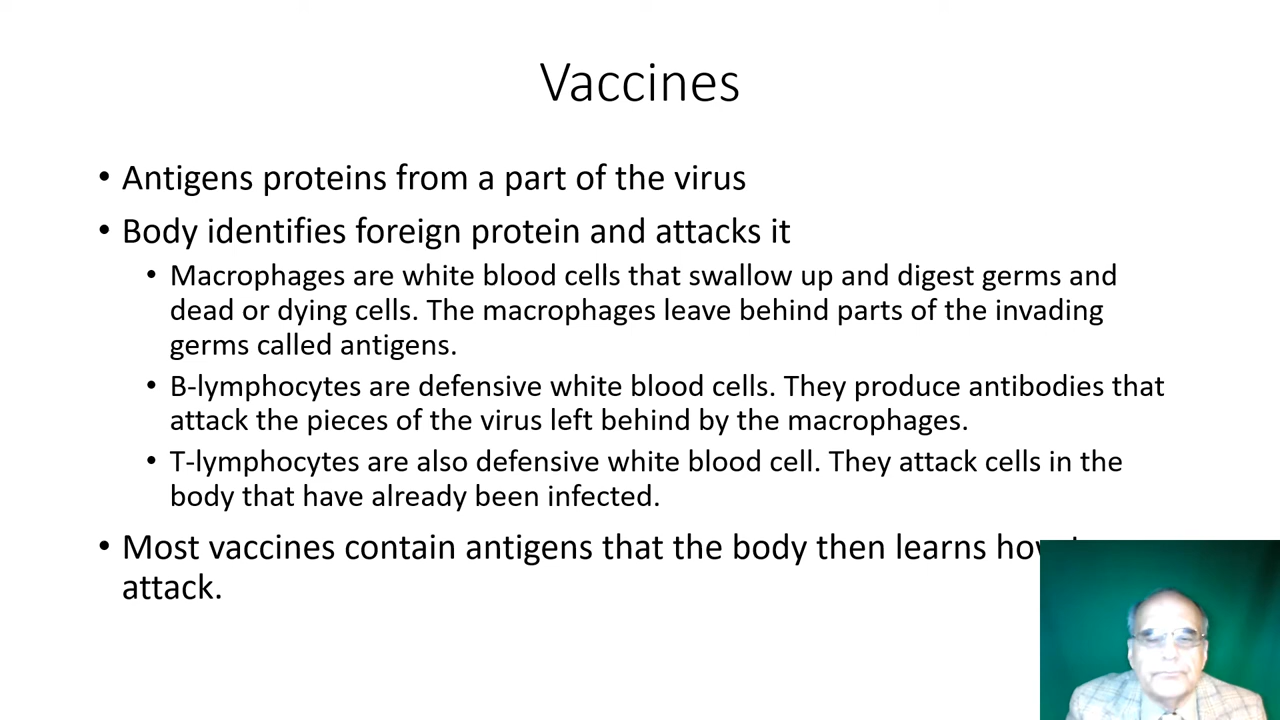 Vaccines
• Antigens proteins from a part of the virus
• Body identifies foreign protein and attacks it
• Macrophages are white blood cells that swallow up and digest germs and
dead or dying cells. The macrophages leave behind parts of the invading
germs called antigens.
• B-lymphocytes are defensive white blood cells. They produce antibodies that
attack the pieces of the virus left behind by the macrophages.
• T-lymphocytes are also defensive white blood cell. They attack cells in the
body that have already been infected.
• Most vaccines contain antigens that the body then learns
attack.